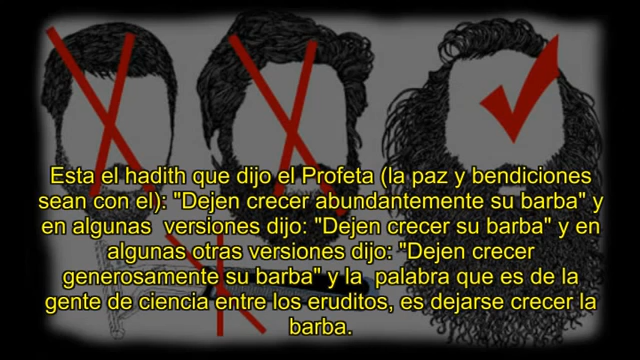 Esta el hadith que dijo el Profeta (la paz y bendiciones
sean con el): "Dejen crecer abundantemente su barba" y
en algunas versiones dijo: "Dejen crecer su barba" y en
algunas otras versiones dijo: "Dejen crecer
generosamente su barba" y la palabra que es de la
gente de ciencia entre los eruditos, es dejarse crecer la
barba.